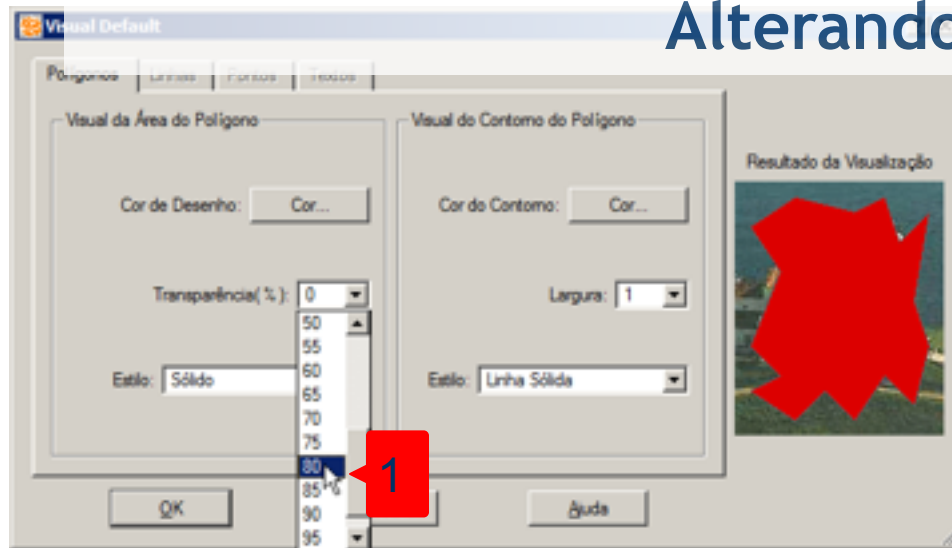 Alterando
Visual Default
Polígonos Linhas Pontos Textos
Visual da Área do Polígono
Visual do Contorno do Polígono
Resultado da Visualização
Cor de Desenho: Cor...
Cor do Contorno: Cor...
Transparência( % ): 0
Largura: 1
50
55
60
65
70
75
80
85
90
95
Estilo: Sólido
Estilo: Linha Sólida
1
OK
Ajuda